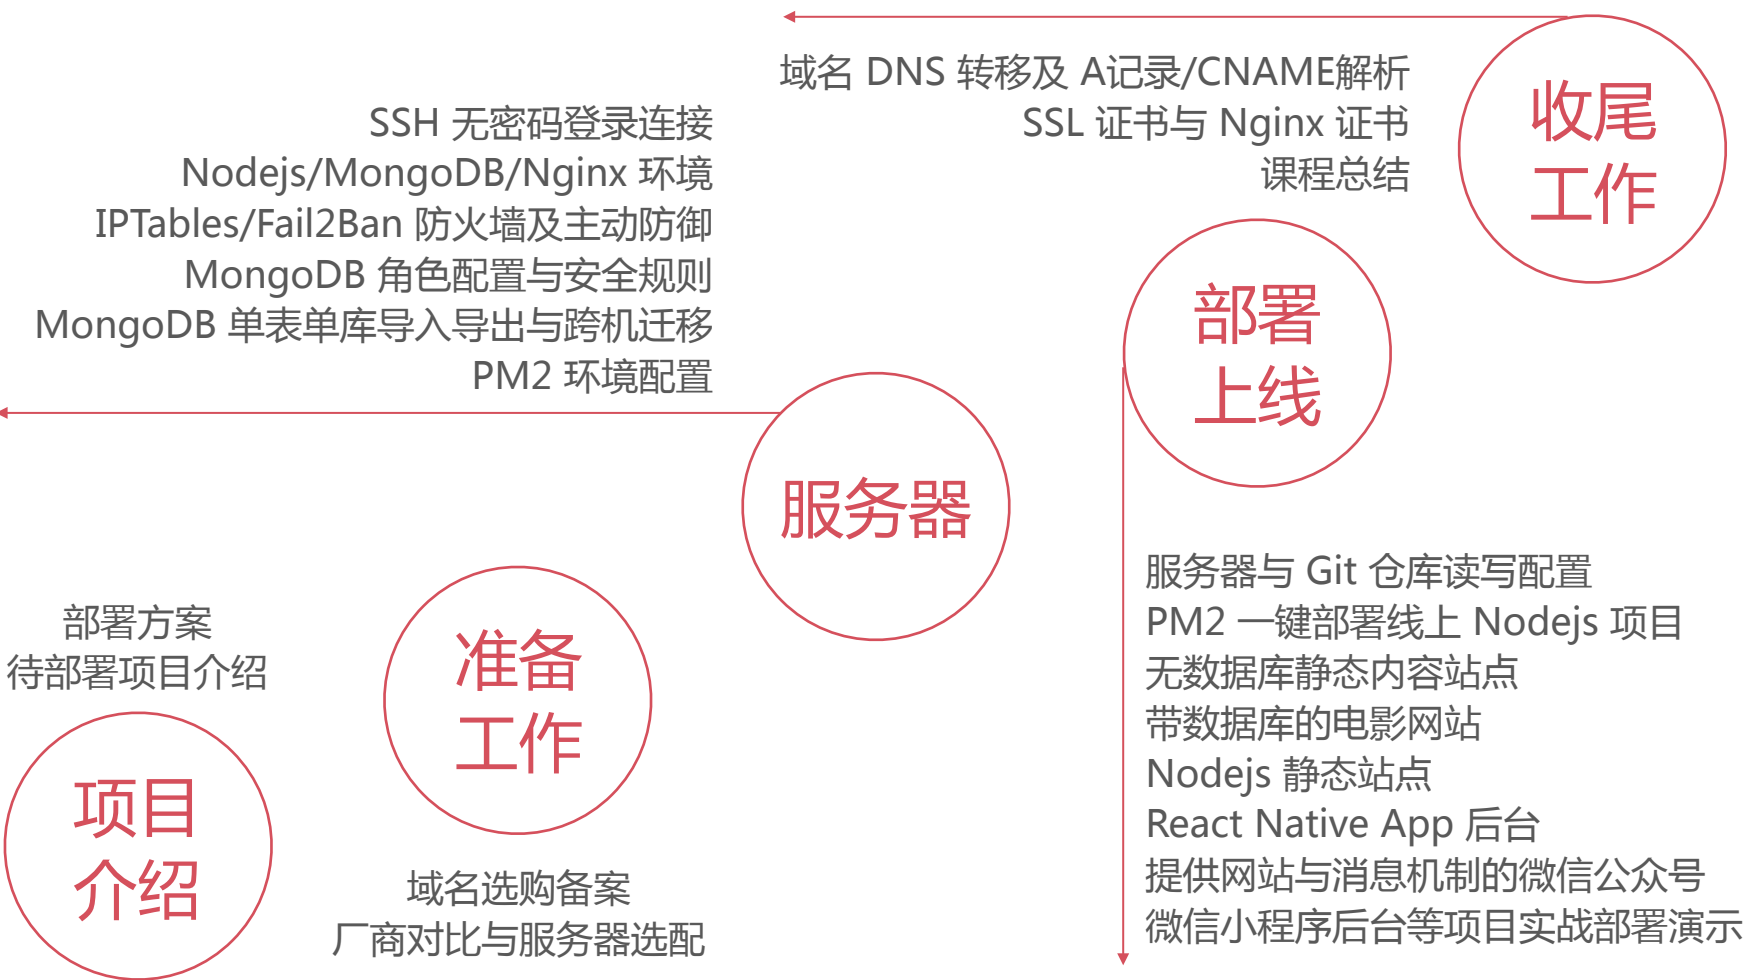 域名 DNS 转移及 A记录/CNAME解析
SSL 证书与 Nginx 证书
课程总结
收尾
工作
SSH 无密码登录连接
Nodejs/MongoDB/Nginx 环境
IPTables/Fail2Ban 防火墙及主动防御
MongoDB 角色配置与安全规则
MongoDB 单表单库导入导出与跨机迁移
PM2 环境配置
部署
上线
服务器
服务器与 Git 仓库读写配置
PM2 一键部署线上 Nodejs 项目
无数据库静态内容站点
带数据库的电影网站
Nodejs 静态站点
React Native App 后台
提供网站与消息机制的微信公众号
微信小程序后台等项目实战部署演示
部署方案
待部署项目介绍
准备
工作
项目
介绍
域名选购备案
厂商对比与服务器选配